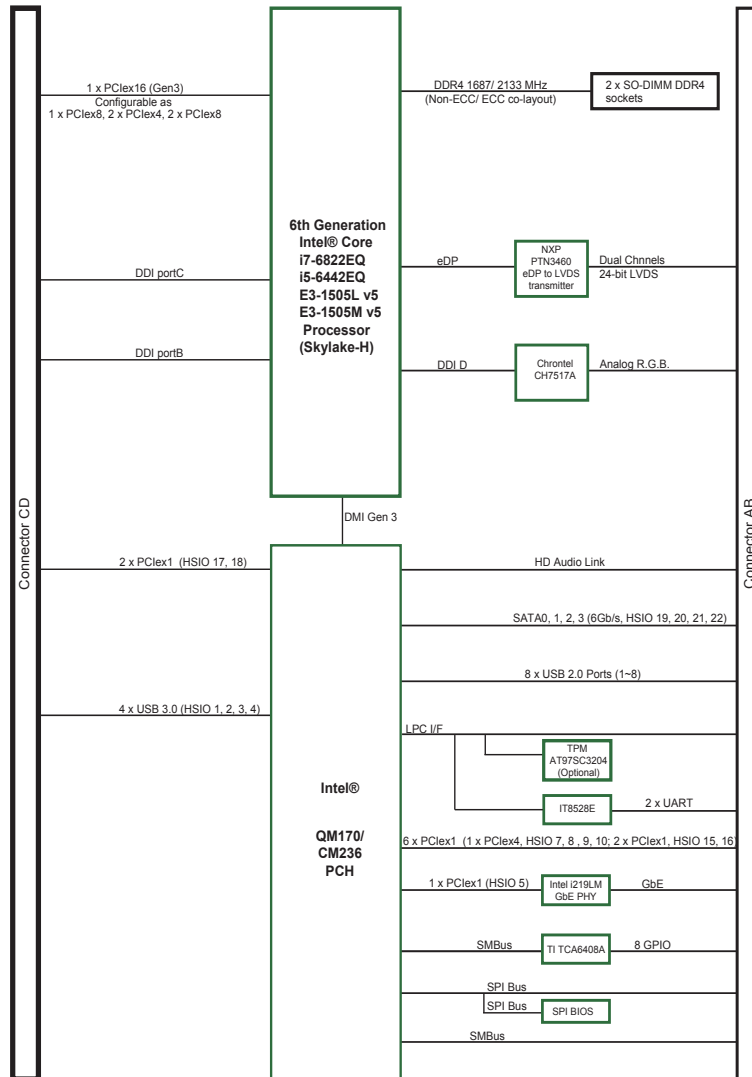 Connector CD
1 x PCIex16 (Gen3)
Configurable as
1 x PCIex8, 2 x PCIex4, 2 x PCIex8
DDI portC
DDI portB
2 x PCIex1 (HSIO 17, 18)
4 x USB 3.0 (HSIO 1, 2, 3, 4)
6th Generation
Intel® Core
i7-6822EQ
i5-6442EQ
E3-1505L v5
E3-1505M v5
Processor
(Skylake-H)
DMI Gen 3
Intel®
QM170/
CM236
PCH
DDR4 1687/ 2133 MHz
(Non-ECC/ ECC co-layout)
2 x SO-DIMM DDR4
sockets
eDP
NXP
PTN3460
eDP to LVDS
transmitter
Dual Chnnels
24-bit LVDS
DDI D
Chrontel
CH7517A
Analog R.G.B.
HD Audio Link
SATA0, 1, 2, 3 (6Gb/s, HSIO 19, 20, 21, 22)
8 x USB 2.0 Ports (1~8)
LPC I/F
TPM
AT97SC3204
(Optional)
IT8528E
2 x UART
6 x PCIex1 (1 x PCIex4, HSIO 7, 8 , 9, 10; 2 x PCIex1, HSIO 15, 16)
1 x PCIex1 (HSIO 5)
Intel i219LM
GbE PHY
GbE
SMBus
TI TCA6408A
8 GPIO
SPI Bus
SPI Bus
SPI BIOS
SMBus
Connector AB